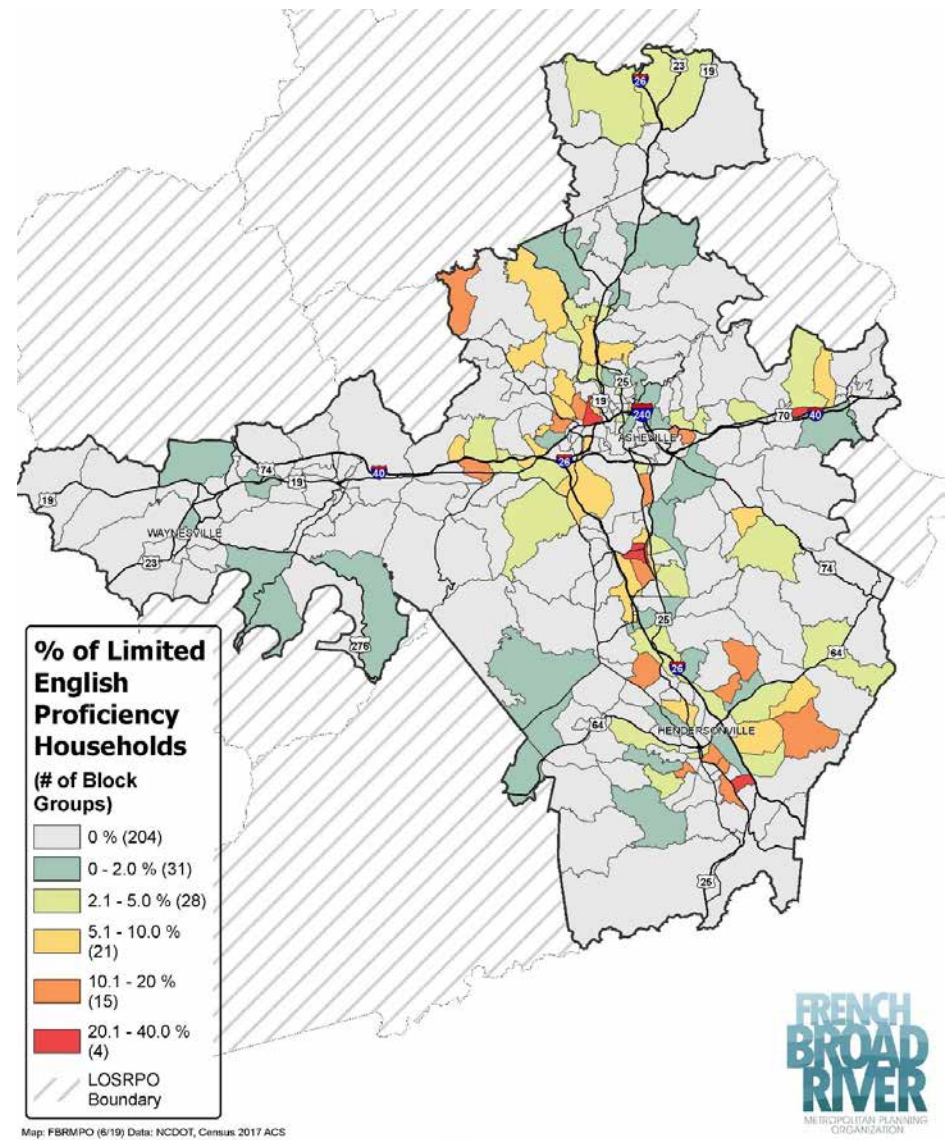 26
23
19
25
19
240
70
40
ASHEVILLE
26
74
40
19
19
WAYNESVILLE
23
74
276
25
64
26
64
HENDERSONVILLE
25
% of Limited
English
Proficiency
Households
(# of Block
Groups)
0 % (204)
0 - 2.0 % (31)
2.1 - 5.0 % (28)
5.1 - 10.0 %
(21)
10.1 - 20 %
(15)
20.1 - 40.0 %
(4)
LOSRPO
Boundary
FRENCH
BROAD
RIVER
METROPOLITAN PLANNING
ORGANIZATION
Map: FBRMPO (6/19) Data: NCDOT, Census 2017 ACS